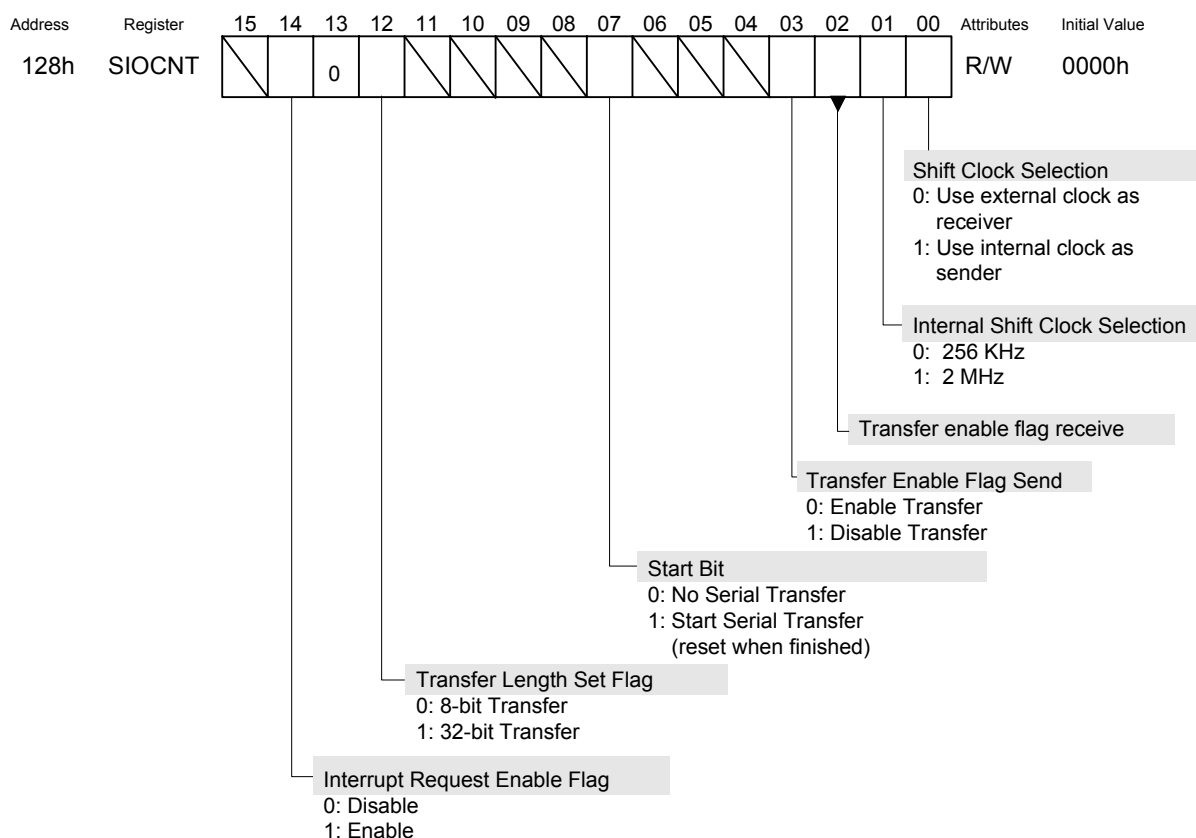 Address Register 15 14 13 12 11 10 09 08 07 06 05 04 03 02 01 00 Attributes Initial Value
128h SIOCNT 0 R/W 0000h
Shift Clock Selection
0: Use external clock as
receiver
1: Use internal clock as
sender
Internal Shift Clock Selection
0: 256 KHz
1: 2 MHz
Transfer enable flag receive
Transfer Enable Flag Send
0: Enable Transfer
1: Disable Transfer
Start Bit
0: No Serial Transfer
1: Start Serial Transfer
(reset when finished)
Transfer Length Set Flag
0: 8-bit Transfer
1: 32-bit Transfer
Interrupt Request Enable Flag
0: Disable
1: Enable